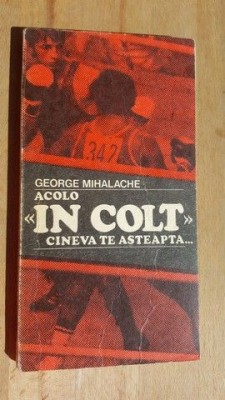 342
GEORGE MIHALACHE
ACOLO
«IN COLT»
CINEVA TE ASTEAPTA...